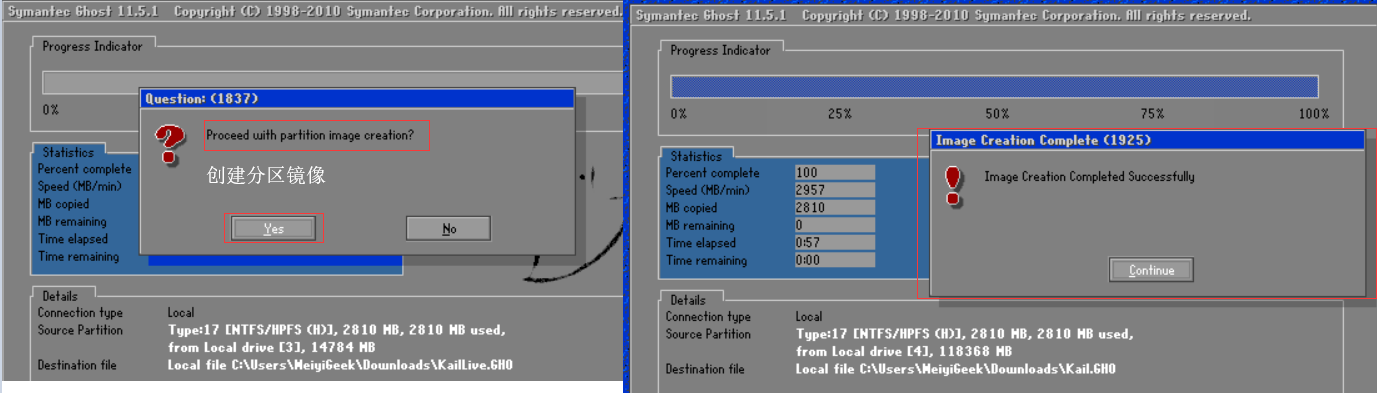 Symantec Ghost 11.5.1 Copyright (C) 1998-2010 Symantec Corporation. All rights reserved.
Progress Indicator
0%
Question: (1837)
Proceed with partition image creation?
创建分区镜像
Yes
No
Statistics
Percent complete
Speed (MB/min)
MB copied
MB remaining
Time elapsed
Time remaining
Details
Connection type Local
Source Partition Type:17 [NTFS/HPFS (H)], 2810 MB, 2810 MB used,
from Local drive [3], 14784 MB
Destination file Local file C:\Users\MeiyiGeek\Downloads\KailLive.GHO
Symantec Ghost 11.5.1 Copyright (C) 1998-2010 Symantec Corporation. All rights reserved.
Progress Indicator
0% 25% 50% 75% 100%
Image Creation Complete (1925)
Image Creation Completed Successfully
Continue
Statistics
Percent complete 100
Speed (MB/min) 2957
MB copied 2810
MB remaining 0
Time elapsed 0:57
Time remaining 0:00
Details
Connection type Local
Source Partition Type:17 [NTFS/HPFS (H)], 2810 MB, 2810 MB used,
from Local drive [4], 118368 MB
Destination file Local file C:\Users\MeiyiGeek\Downloads\Kail.GHO